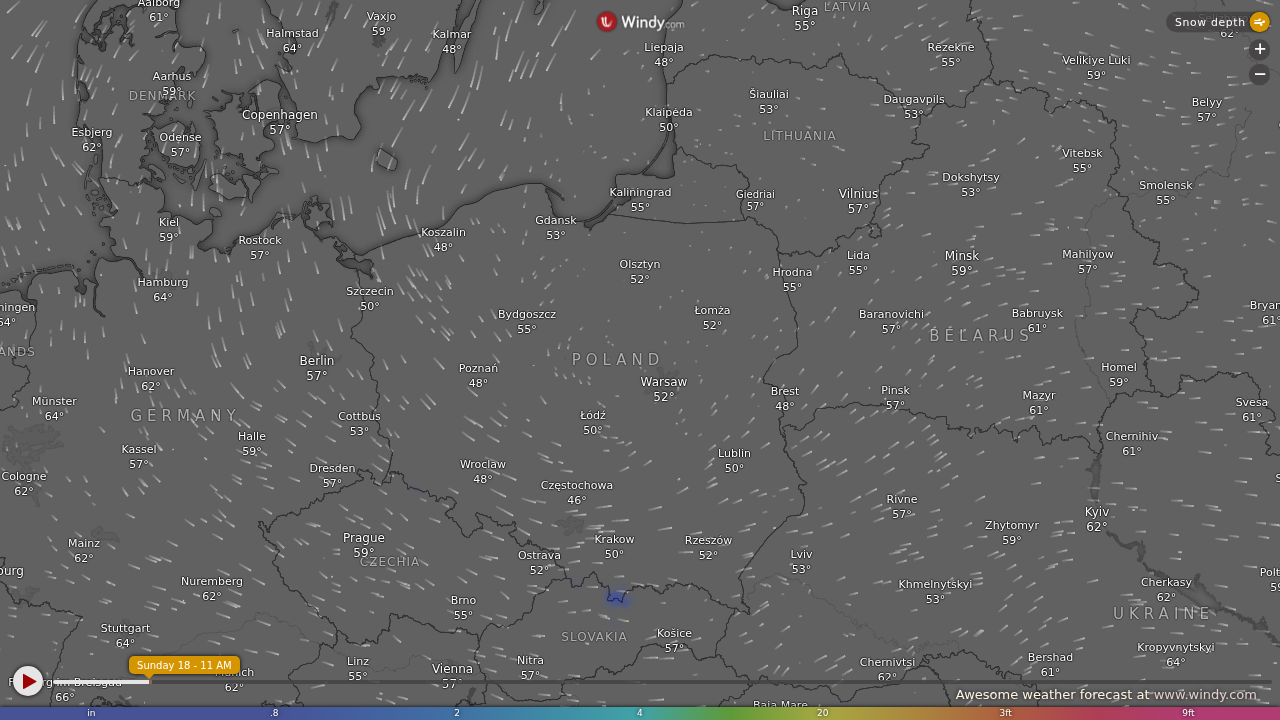 Aalborg
61°
Vaxjo
59°
Halmstad
64°
Kalmar
48°
Windy.com
Riga
55°
LATVIA
Snow depth
62°
+
−
Liepaja
48°
Rēzekne
55°
Velikiye Luki
59°
Aarhus
59°
DENMARK
Šiauliai
53°
Daugavpils
53°
Belyy
57°
Copenhagen
57°
Klaipėda
50°
Esbjerg
62°
Odense
57°
LITHUANIA
Vitebsk
55°
Dokshytsy
53°
Smolensk
55°
Kaliningrad
55°
Giedriai
57°
Vilnius
57°
Kiel
59°
Gdansk
53°
Koszalin
48°
Rostock
57°
Lida
55°
Minsk
59°
Mahilyow
57°
Olsztyn
52°
Hrodna
55°
Hamburg
64°
Szczecin
50°
Bydgoszcz
55°
Łomża
52°
Baranovichi
57°
Babruysk
61°
BELARUS
61°
POLAND
Berlin
57°
Hanover
62°
Poznań
48°
Warsaw
52°
Homel
59°
Brest
48°
Pinsk
57°
Mazyr
61°
Svesa
61°
Münster
64°
GERMANY
Cottbus
53°
Łódź
50°
Halle
59°
Kassel
57°
Chernihiv
61°
Lublin
50°
Dresden
57°
Wroclaw
48°
Cologne
62°
Częstochowa
46°
Rivne
57°
Kyiv
62°
Zhytomyr
59°
Prague
59°
CZECHIA
Mainz
62°
Krakow
50°
Rzeszów
52°
Ostrava
52°
Lviv
53°
Nuremberg
62°
Khmelnytskyi
53°
Cherkasy
62°
Brno
55°
UKRAINE
Stuttgart
64°
SLOVAKIA
Košice
57°
Kropyvnytskyi
64°
Sunday 18 - 11 AM
Linz
55°
Vienna
57°
Nitra
57°
Chernivtsi
62°
Bershad
61°
62°
66°
Baia Mare
Awesome weather forecast at www.windy.com
in .8 2 4 20 3ft 9ft